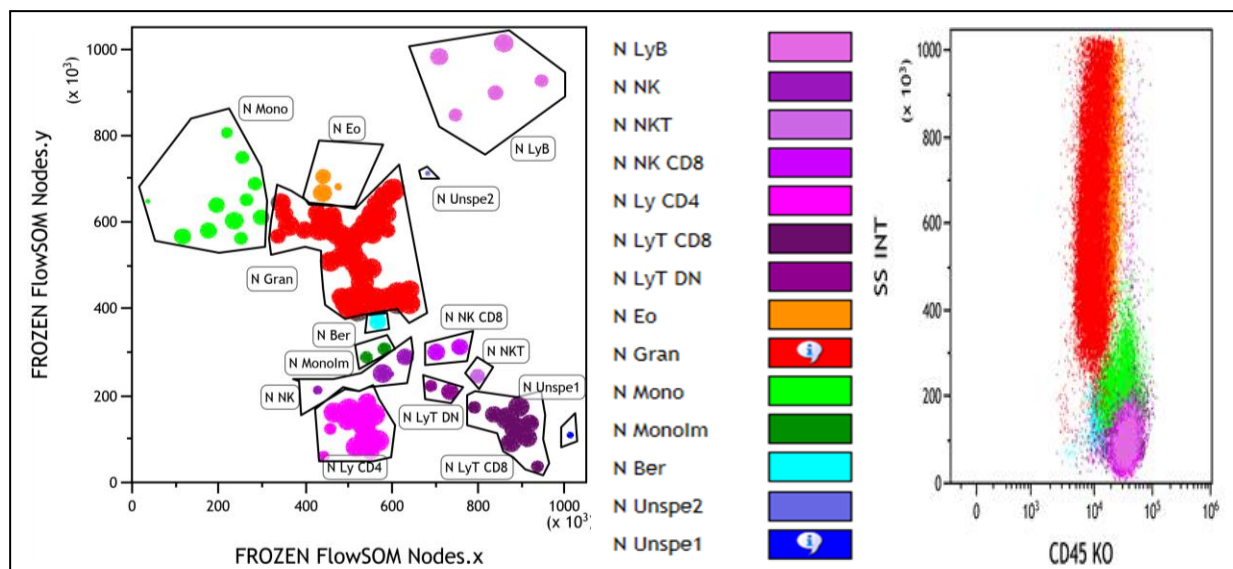 1000
(x 10³)
800
600
400
200
0
FROZEN FlowSOM Nodes.y
N Mono
N Eo
N LyB
N Unspe2
N Gran
N Ber
N NK CD8
N MonoIm
N NKT
N NK
N Unspe1
N LyT DN
N Ly CD4
N LyT CD8
0 200 400 600 800 1000
(x 10³)
FROZEN FlowSOM Nodes.x
N LyB
N NK
N NKT
N NK CD8
N Ly CD4
N LyT CD8
N LyT DN
N Eo
N Gran
N Mono
N MonoIm
N Ber
N Unspe2
N Unspe1
1000
(x 10³)
800
600
400
200
0
SS INT
0 10³ 10⁴ 10⁵ 10⁶
CD45 KO